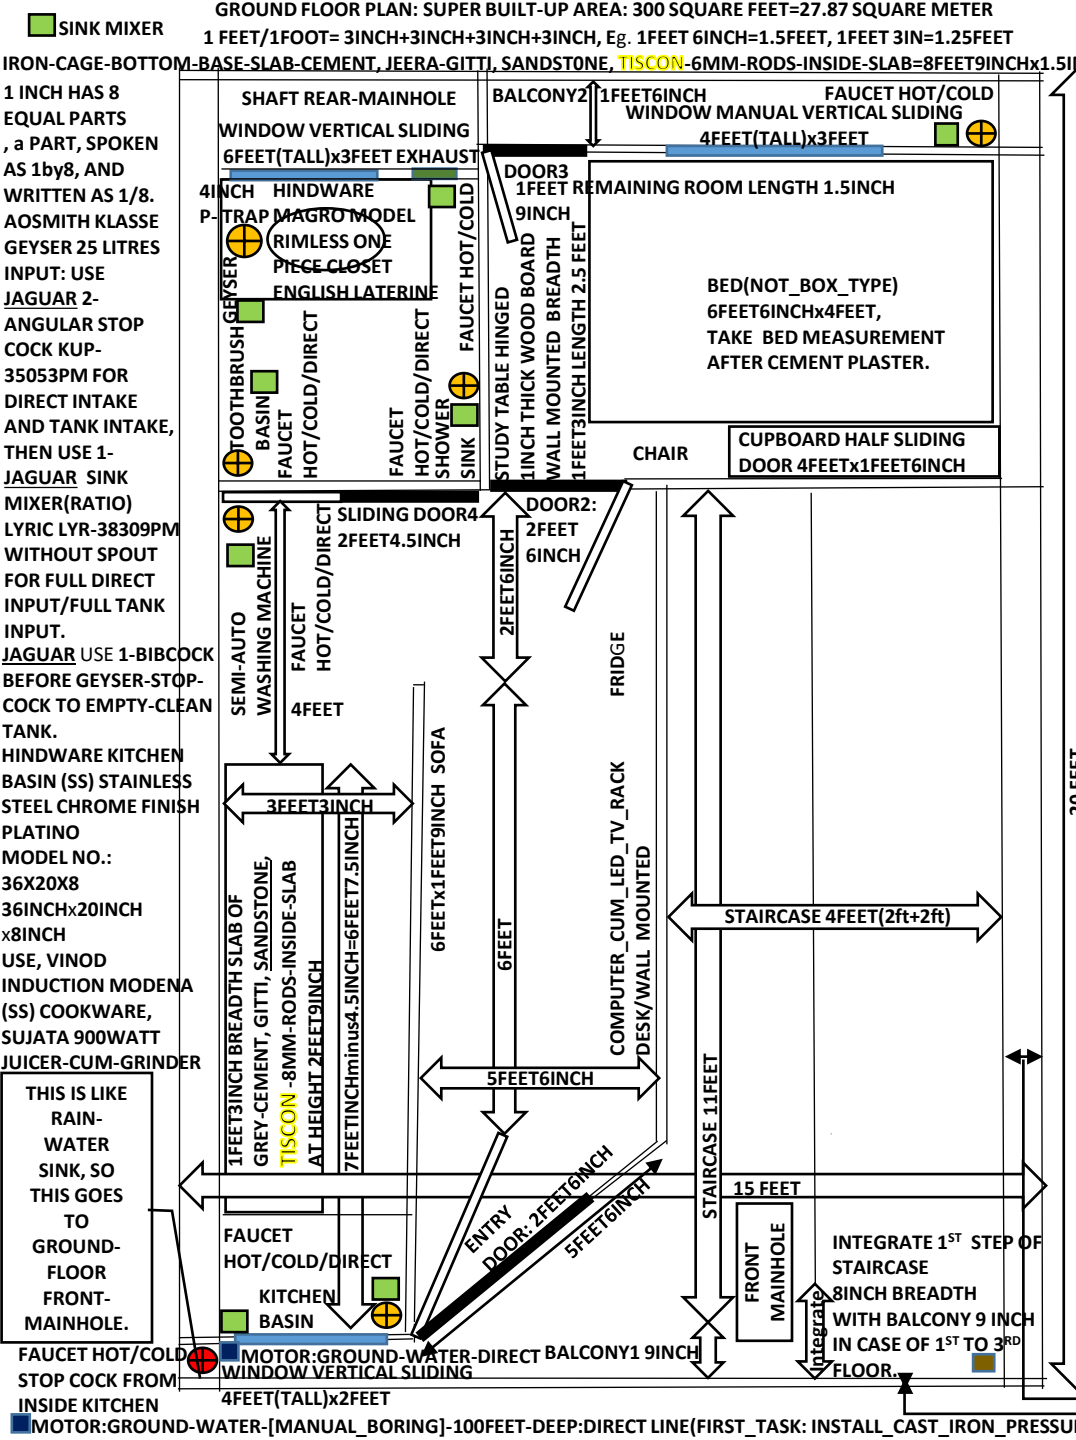 GROUND FLOOR PLAN: SUPER BUILT-UP AREA: 300 SQUARE FEET=27.87 SQUARE METER
SINK MIXER
1 FEET/1FOOT= 3INCH+3INCH+3INCH+3INCH, Eg. 1FEET 6INCH=1.5FEET, 1FEET 3IN=1.25FEET
IRON-CAGE-BOTTOM-BASE-SLAB-CEMENT, JEERA-GITTI, SANDST0NE, TISCON-6MM-RODS-INSIDE-SLAB=8FEET9INCHx1.5IN
1 INCH HAS 8
EQUAL PARTS
, a PART, SPOKEN
AS 1by8, AND
WRITTEN AS 1/8.
AOSMITH KLASSE
GEYSER 25 LITRES
INPUT: USE
JAGUAR 2-
ANGULAR STOP
COCK KUP-
35053PM FOR
DIRECT INTAKE
AND TANK INTAKE,
THEN USE 1-
JAGUAR SINK
MIXER(RATIO)
LYRIC LYR-38309PM
WITHOUT SPOUT
FOR FULL DIRECT
INPUT/FULL TANK
INPUT.
JAGUAR USE 1-BIBCOCK
BEFORE GEYSER-STOP-
COCK TO EMPTY-CLEAN
TANK.
HINDWARE KITCHEN
BASIN (SS) STAINLESS
STEEL CHROME FINISH
PLATINO
MODEL NO.:
36X20X8
36INCHx20INCH
x8INCH
USE, VINOD
INDUCTION MODENA
(SS) COOKWARE,
SUJATA 900WATT
JUICER-CUM-GRINDER
THIS IS LIKE
RAIN-
WATER
SINK, SO
THIS GOES
TO
GROUND-
FLOOR
FRONT-
MAINHOLE.
FAUCET HOT/COLD
STOP COCK FROM
INSIDE KITCHEN
SHAFT REAR-MAINHOLE
WINDOW VERTICAL SLIDING
6FEET(TALL)x3FEET EXHAUST
4INCH
P- TRAP
HINDWARE
MAGRO MODEL
RIMLESS ONE
PIECE CLOSET
ENGLISH LATERINE
GEYSER
TOOTHBRUSH
BASIN
FAUCET
HOT/COLD/DIRECT
FAUCET
HOT/COLD/DIRECT
SHOWER
SINK
FAUCET HOT/COLD
BALCONY2 1FEET6INCH
FAUCET HOT/COLD
WINDOW MANUAL VERTICAL SLIDING
4FEET(TALL)x3FEET
DOOR3
1FEET
9INCH
REMAINING ROOM LENGTH 1.5INCH
STUDY TABLE HINGED
1INCH THICK WOOD BOARD
WALL MOUNTED BREADTH
1FEET3INCH LENGTH 2.5 FEET
BED(NOT_BOX_TYPE)
6FEET6INCHx4FEET,
TAKE BED MEASUREMENT
AFTER CEMENT PLASTER.
CHAIR
CUPBOARD HALF SLIDING
DOOR 4FEETx1FEET6INCH
SLIDING DOOR4
2FEET4.5INCH
DOOR2:
2FEET
6INCH
2FEET6INCH
SEMI-AUTO
WASHING MACHINE
FAUCET
HOT/COLD/DIRECT
4FEET
FRIDGE
3FEET3INCH
6FEETx1FEET9INCH SOFA
6FEET
COMPUTER_CUM_LED_TV_RACK
DESK/WALL MOUNTED
STAIRCASE 4FEET(2ft+2ft)
1FEET3INCH BREADTH SLAB OF
GREY-CEMENT, GITTI, SANDSTONE,
TISCON -8MM-RODS-INSIDE-SLAB
AT HEIGHT 2FEET9INCH
7FEETINCHminus4.5INCH=6FEET7.5INCH
5FEET6INCH
STAIRCASE 11FEET
20 FEET
15 FEET
ENTRY
DOOR: 2FEET6INCH
5FEET6INCH
FAUCET
HOT/COLD/DIRECT
KITCHEN
BASIN
FRONT
MAINHOLE
Integrate
INTEGRATE 1ST STEP OF
STAIRCASE
8INCH BREADTH
WITH BALCONY 9 INCH
IN CASE OF 1ST TO 3RD
FLOOR.
MOTOR:GROUND-WATER-DIRECT
BALCONY1 9INCH
WINDOW VERTICAL SLIDING
4FEET(TALL)x2FEET
MOTOR:GROUND-WATER-[MANUAL_BORING]-100FEET-DEEP:DIRECT LINE(FIRST_TASK: INSTALL_CAST_IRON_PRESSU